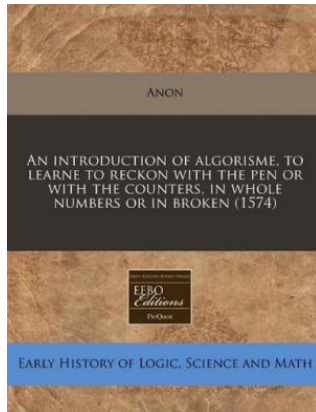 ANON
AN INTRODUCTION OF ALGORISME, TO
LEARNE TO RECKON WITH THE PEN OR
WITH THE COUNTERS, IN WHOLE
NUMBERS OR IN BROKEN (1574)
EEBO
Editions
ProQuest
EARLY HISTORY OF LOGIC, SCIENCE AND MATH